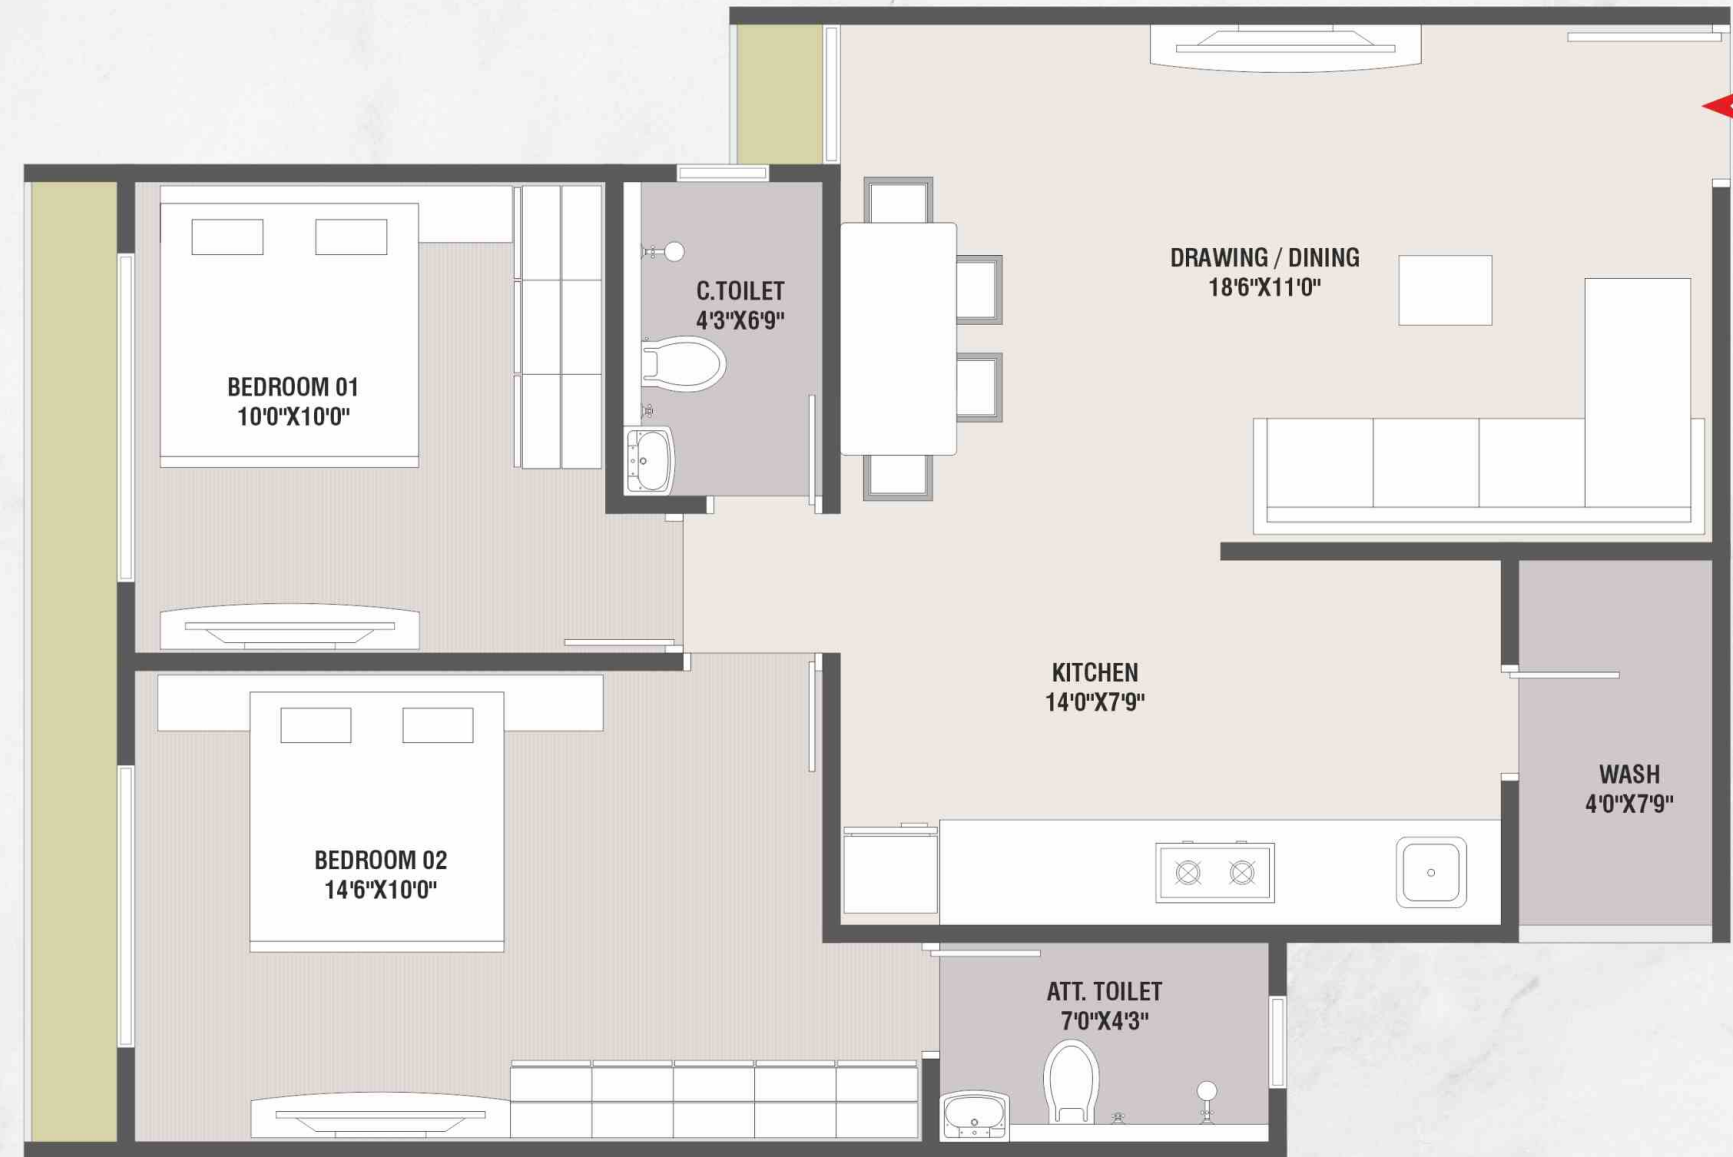 DRAWING / DINING
18'6"X11'0"
C.TOILET
4'3"X6'9"
BEDROOM 01
10'0"X10'0"
KITCHEN
14'0"X7'9"
WASH
4'0"X7'9"
BEDROOM 02
14'6"X10'0"
ATT. TOILET
7'0"X4'3"